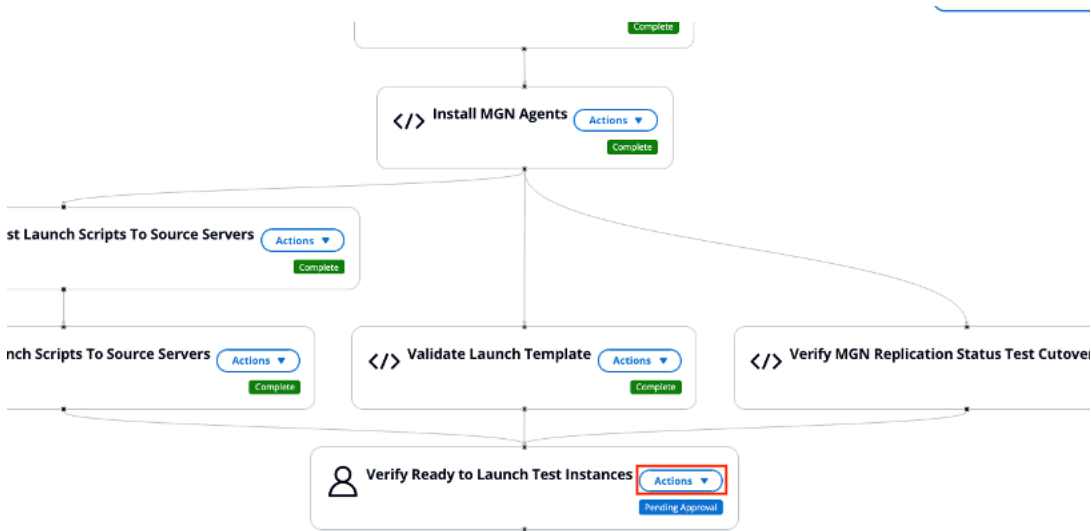 Complete
Install MGN Agents
Actions ▼
Complete
st Launch Scripts To Source Servers
Actions ▼
Complete
nch Scripts To Source Servers
Actions ▼
Complete
Validate Launch Template
Actions ▼
Complete
Verify MGN Replication Status Test Cutover
Verify Ready to Launch Test Instances
Actions ▼
Pending Approval